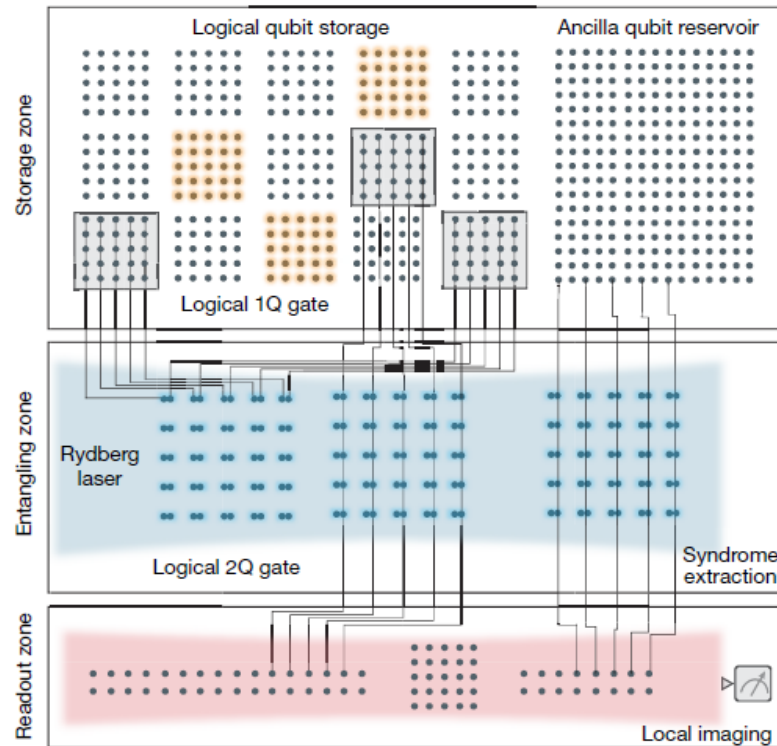 Logical qubit storage
Ancilla qubit reservoir
Storage zone
Logical 1Q gate
Entangling zone
Rydberg
laser
Logical 2Q gate
Syndrome
extraction
Readout zone
Local imaging